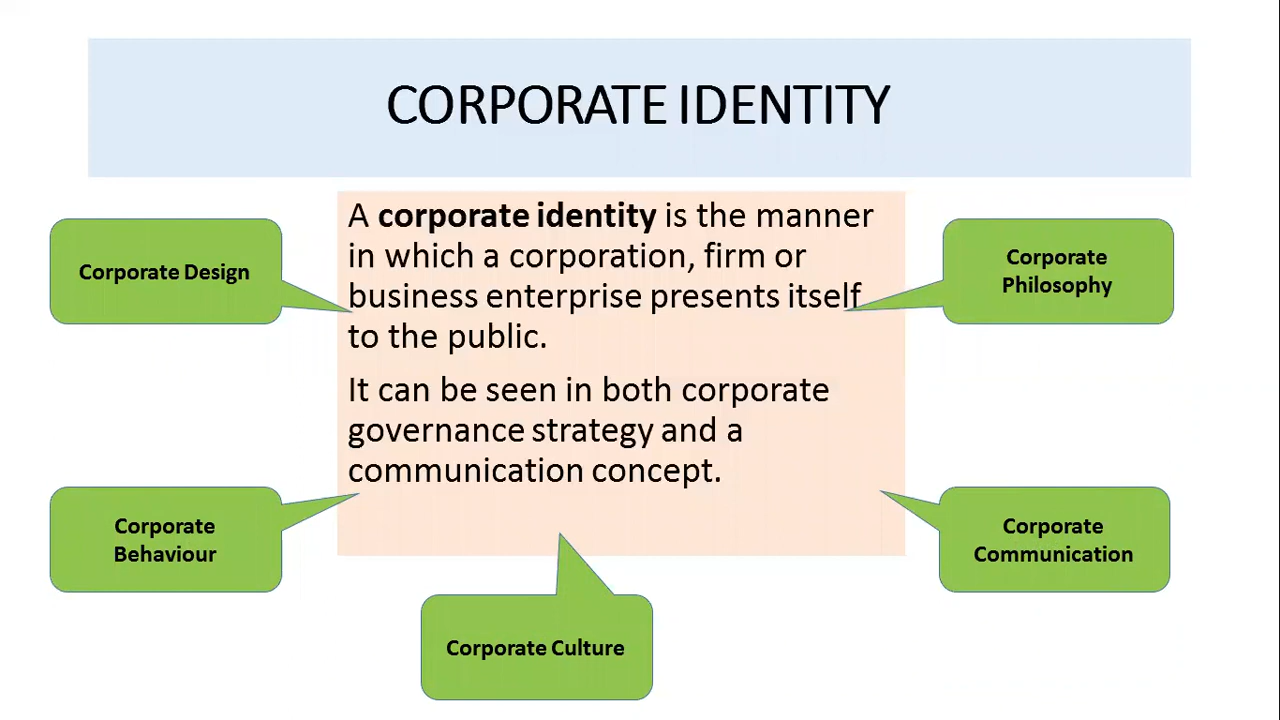 CORPORATE IDENTITY
A corporate identity is the manner
in which a corporation, firm or
business enterprise presents itself
to the public.
It can be seen in both corporate
governance strategy and a
communication concept.
Corporate Design
Corporate
Philosophy
Corporate
Behaviour
Corporate
Communication
Corporate Culture